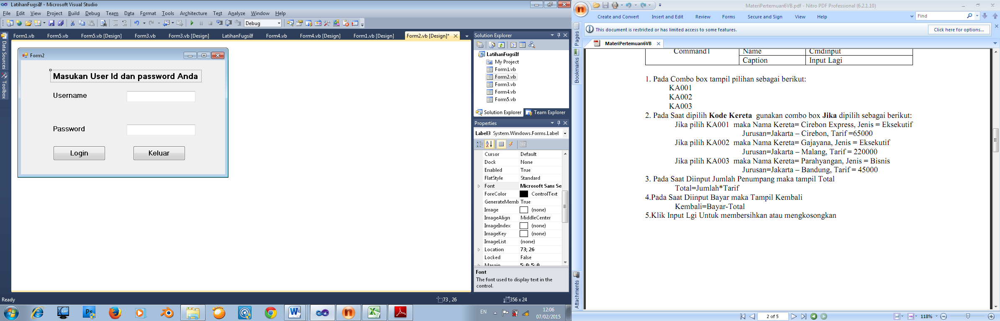 LatihanFugsiIf - Microsoft Visual Studio
File Edit View Project Build Debug Team Data Format Tools Architecture Test Analyze Window Help
Debug
Form1.vb Form5.vb Form5.vb [Design] Form3.vb Form3.vb [Design] LatihanFugsiIf Form4.vb Form4.vb [Design] Form1.vb [Design] Form2.vb [Design]*
Data Sources
Toolbox
Form2
Masukan User Id dan password Anda
Username
Password
Login Keluar
Solution Explorer
LatihanFugsiIf
My Project
Form1.vb
Form2.vb
Form3.vb
Form4.vb
Form5.vb
Solution Explorer Team Explorer
Properties
Label3 System.Windows.Forms.Label
Cursor Default
Dock None
Enabled True
FlatStyle Standard
Font Microsoft Sans Se
ForeColor ControlText
GenerateMemb True
Image (none)
ImageAlign MiddleCenter
ImageIndex (none)
ImageKey (none)
ImageList (none)
Location 73; 26
Locked False
Margin 5; 0; 5; 0
Font
The font used to display text in the
control.
Ready 73 , 26 356 x 24
EN 12:06
07/02/2015
MateriPertemuan6VB.pdf - Nitro PDF Professional (6.2.1.10)
Create and Convert Insert and Edit Review Forms Secure and Sign View Help Find
This document is restricted or has limited access to some features. Click here for options...
Pages
Bookmarks
Attachments
MateriPertemuan6VB
Command1 Name Cmdinput
Caption Input Lagi
1. Pada Combo box tampil pilihan sebagai berikut:
KA001
KA002
KA003
2. Pada Saat dipilih Kode Kereta gunakan combo box Jika dipilih sebagai berikut:
Jika pilih KA001 maka Nama Kereta= Cirebon Express, Jenis = Eksekutif
Jurusan=Jakarta – Cirebon, Tarif =65000
Jika pilih KA002 maka Nama Kereta= Gajayana, Jenis = Eksekutif
Jurusan=Jakarta – Malang, Tarif = 220000
Jika pilih KA003 maka Nama Kereta= Parahyangan, Jenis = Bisnis
Jurusan=Jakarta – Bandung, Tarif = 45000
3. Pada Saat Diinput Jumlah Penumpang maka tampil Total
Total=Jumlah*Tarif
4.Pada Saat Diinput Bayar maka Tampil Kembali
Kembali=Bayar-Total
5.Klik Input Lgi Untuk membersihkan atau mengkosongkan
2 of 5 118%